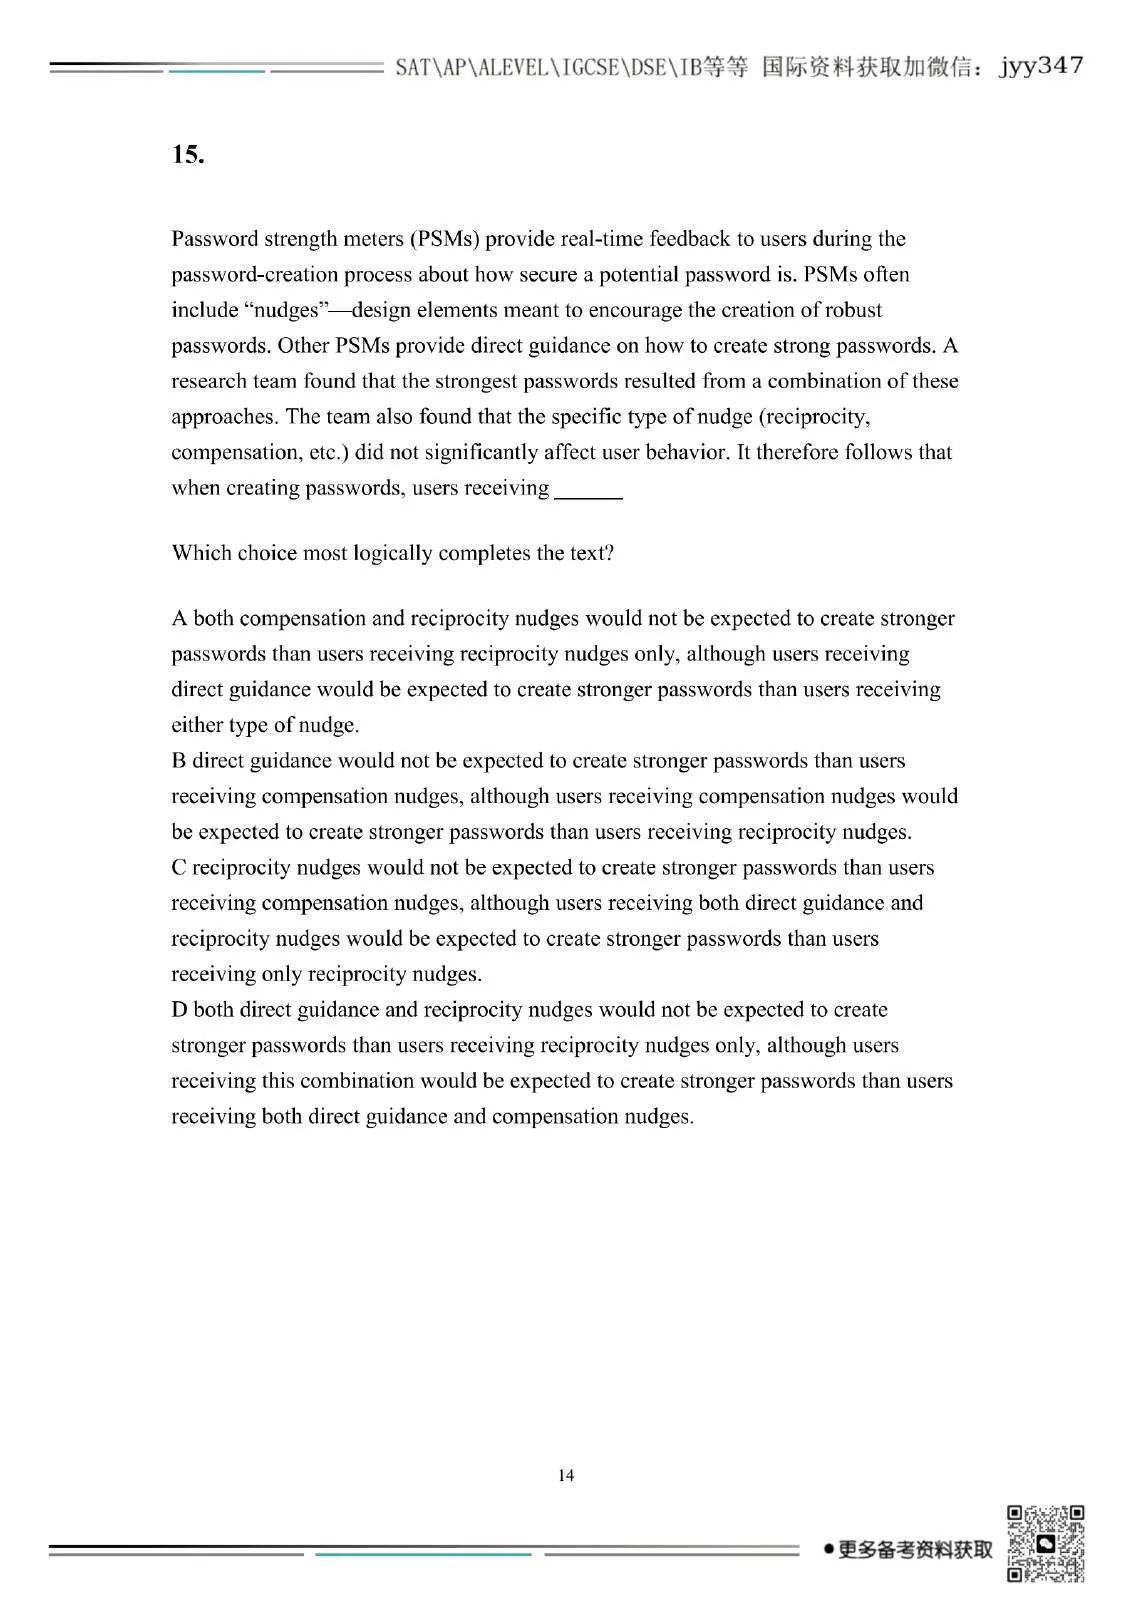 SAT\AP\ALEVEL\IGCSE\DSE\IB等等 国际资料获取加微信：jyy347
15.
Password strength meters (PSMs) provide real-time feedback to users during the
password-creation process about how secure a potential password is. PSMs often
include “nudges”—design elements meant to encourage the creation of robust
passwords. Other PSMs provide direct guidance on how to create strong passwords. A
research team found that the strongest passwords resulted from a combination of these
approaches. The team also found that the specific type of nudge (reciprocity,
compensation, etc.) did not significantly affect user behavior. It therefore follows that
when creating passwords, users receiving ______
Which choice most logically completes the text?
A both compensation and reciprocity nudges would not be expected to create stronger
passwords than users receiving reciprocity nudges only, although users receiving
direct guidance would be expected to create stronger passwords than users receiving
either type of nudge.
B direct guidance would not be expected to create stronger passwords than users
receiving compensation nudges, although users receiving compensation nudges would
be expected to create stronger passwords than users receiving reciprocity nudges.
C reciprocity nudges would not be expected to create stronger passwords than users
receiving compensation nudges, although users receiving both direct guidance and
reciprocity nudges would be expected to create stronger passwords than users
receiving only reciprocity nudges.
D both direct guidance and reciprocity nudges would not be expected to create
stronger passwords than users receiving reciprocity nudges only, although users
receiving this combination would be expected to create stronger passwords than users
receiving both direct guidance and compensation nudges.
14
●更多备考资料获取